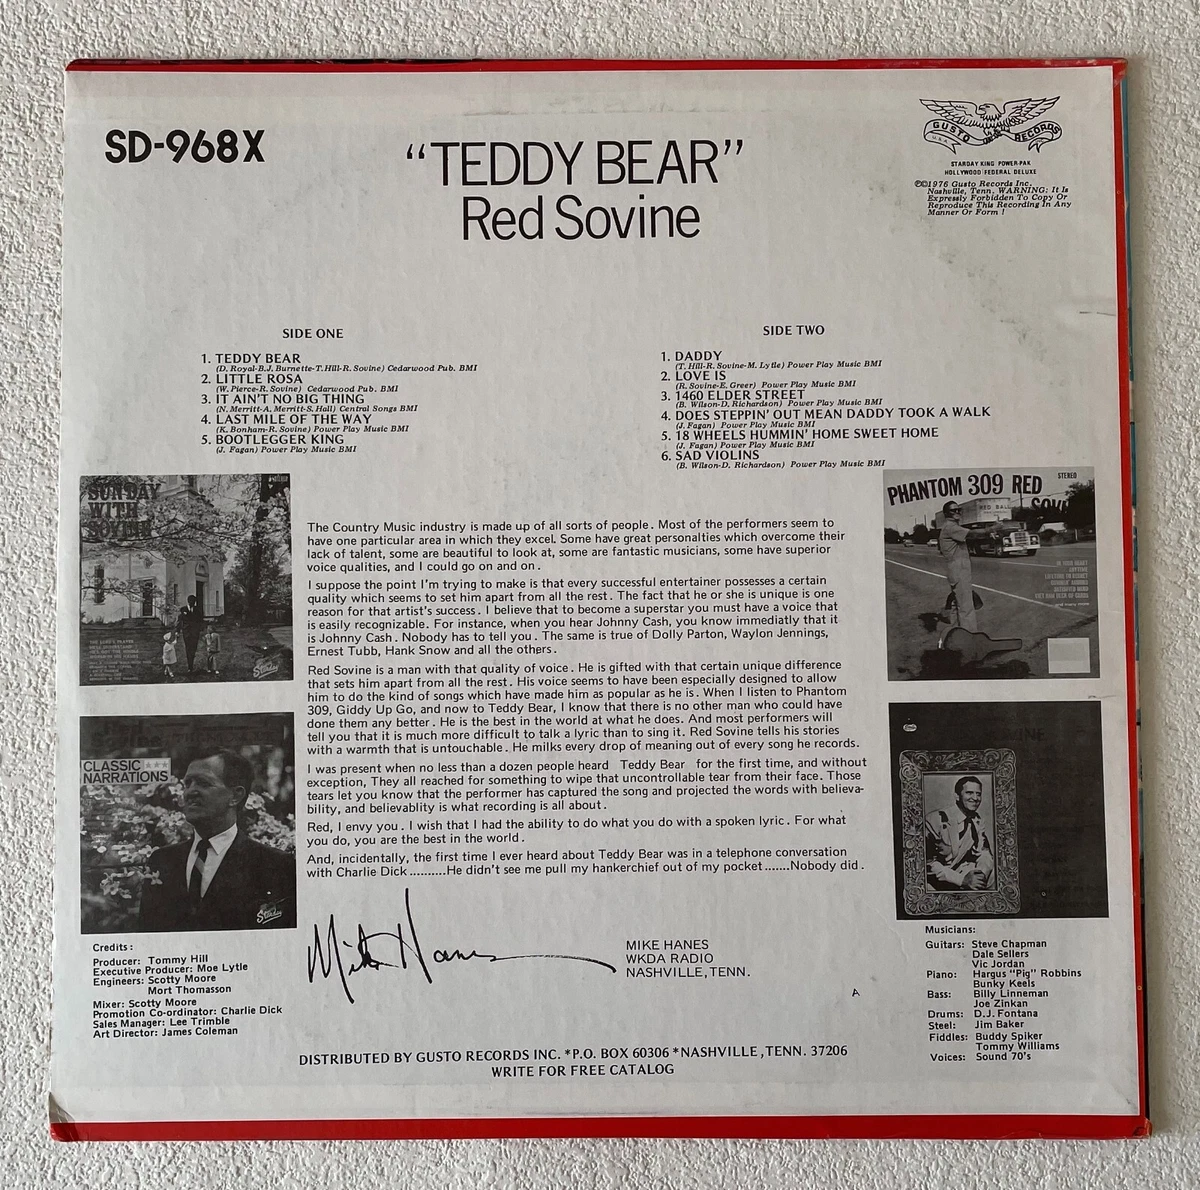 SD-968X
"TEDDY BEAR"
Red Sovine
GUSTO RECORDS
STARDAY KING POWER-PAK
HOLLYWOOD FEDERAL DELUXE
℗©1976 Gusto Records Inc.
Nashville, Tenn. WARNING: It Is
Expressly Forbidden To Copy Or
Reproduce This Recording In Any
Manner Or Form !
SIDE ONE
1. TEDDY BEAR
(D. Royal-B.J. Burnette-T.Hill-R. Sovine) Cedarwood Pub. BMI
2. LITTLE ROSA
(W. Pierce-R. Sovine) Cedarwood Pub. BMI
3. IT AIN'T NO BIG THING
(N. Merritt-A. Merritt-S. Hall) Central Songs BMI
4. LAST MILE OF THE WAY
(K. Bonham-R. Sovine) Power Play Music BMI
5. BOOTLEGGER KING
(J. Fagan) Power Play Music BMI
SIDE TWO
1. DADDY
(T. Hill-R. Sovine-M. Lytle) Power Play Music BMI
2. LOVE IS
(R. Sovine-E. Greer) Power Play Music BMI
3. 1460 ELDER STREET
(B. Wilson-D. Richardson) Power Play Music BMI
4. DOES STEPPIN' OUT MEAN DADDY TOOK A WALK
(J. Fagan) Power Play Music BMI
5. 18 WHEELS HUMMIN' HOME SWEET HOME
(J. Fagan) Power Play Music BMI
6. SAD VIOLINS
(B. Wilson-D. Richardson) Power Play Music BMI
SUNDAY
WITH
SOVINE
Starday
CLASSIC
NARRATIONS
Starday
The Country Music industry is made up of all sorts of people. Most of the performers seem to
have one particular area in which they excel. Some have great personalties which overcome their
lack of talent, some are beautiful to look at, some are fantastic musicians, some have superior
voice qualities, and I could go on and on.
I suppose the point I'm trying to make is that every successful entertainer possesses a certain
quality which seems to set him apart from all the rest. The fact that he or she is unique is one
reason for that artist's success. I believe that to become a superstar you must have a voice that
is easily recognizable. For instance, when you hear Johnny Cash, you know immediatly that it
is Johnny Cash. Nobody has to tell you. The same is true of Dolly Parton, Waylon Jennings,
Ernest Tubb, Hank Snow and all the others.
Red Sovine is a man with that quality of voice. He is gifted with that certain unique difference
that sets him apart from all the rest. His voice seems to have been especially designed to allow
him to do the kind of songs which have made him as popular as he is. When I listen to Phantom
309, Giddy Up Go, and now to Teddy Bear, I know that there is no other man who could have
done them any better. He is the best in the world at what he does. And most performers will
tell you that it is much more difficult to talk a lyric than to sing it. Red Sovine tells his stories
with a warmth that is untouchable. He milks every drop of meaning out of every song he records.
I was present when no less than a dozen people heard Teddy Bear for the first time, and without
exception, They all reached for something to wipe that uncontrollable tear from their face. Those
tears let you know that the performer has captured the song and projected the words with believa-
bility, and believablity is what recording is all about.
Red, I envy you. I wish that I had the ability to do what you do with a spoken lyric. For what
you do, you are the best in the world.
And, incidentally, the first time I ever heard about Teddy Bear was in a telephone conversation
with Charlie Dick..........He didn't see me pull my hankerchief out of my pocket.......Nobody did.
Mike Hanes
MIKE HANES
WKDA RADIO
NASHVILLE, TENN.
A
PHANTOM 309 RED
SOVINE
STEREO
RED BALL
Credits:
Producer: Tommy Hill
Executive Producer: Moe Lytle
Engineers: Scotty Moore
Mort Thomasson
Mixer: Scotty Moore
Promotion Co-ordinator: Charlie Dick
Sales Manager: Lee Trimble
Art Director: James Coleman
Musicians:
Guitars: Steve Chapman
Dale Sellers
Vic Jordan
Piano: Hargus "Pig" Robbins
Bunky Keels
Bass: Billy Linneman
Joe Zinkan
Drums: D.J. Fontana
Steel: Jim Baker
Fiddles: Buddy Spiker
Tommy Williams
Voices: Sound 70's
DISTRIBUTED BY GUSTO RECORDS INC. *P.O. BOX 60306 *NASHVILLE, TENN. 37206
WRITE FOR FREE CATALOG